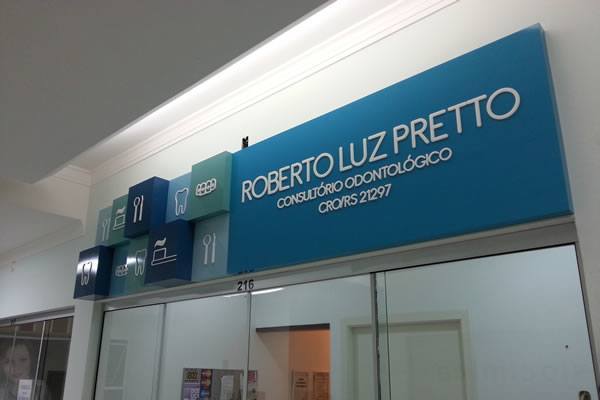 ROBERTO LUZ PRETTO
CONSULTÓRIO ODONTOLÓGICO
CRO/RS 21297
216